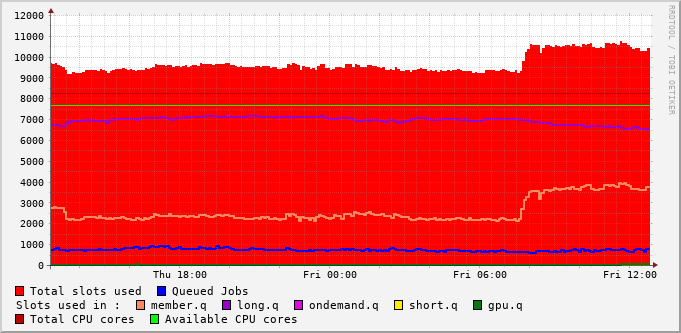 12000
11000
10000
9000
8000
7000
6000
5000
4000
3000
2000
1000
0
Thu 18:00 Fri 00:00 Fri 06:00 Fri 12:00
RRDTOOL / TOBI OETIKER
Total slots used Queued Jobs
Slots used in : member.q long.q ondemand.q short.q gpu.q
Total CPU cores Available CPU cores